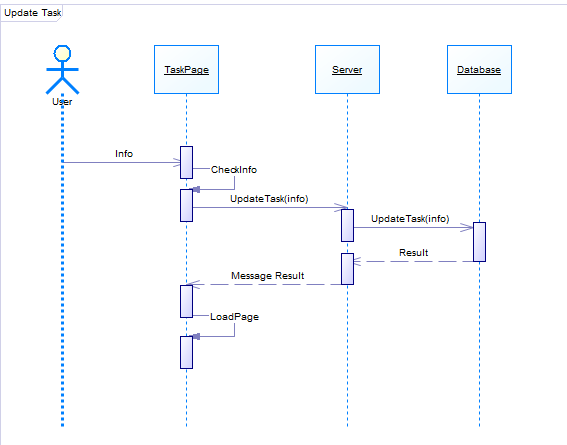 Update Task
User
TaskPage
Server
Database
Info
CheckInfo
UpdateTask(info)
UpdateTask(info)
Result
Message Result
LoadPage